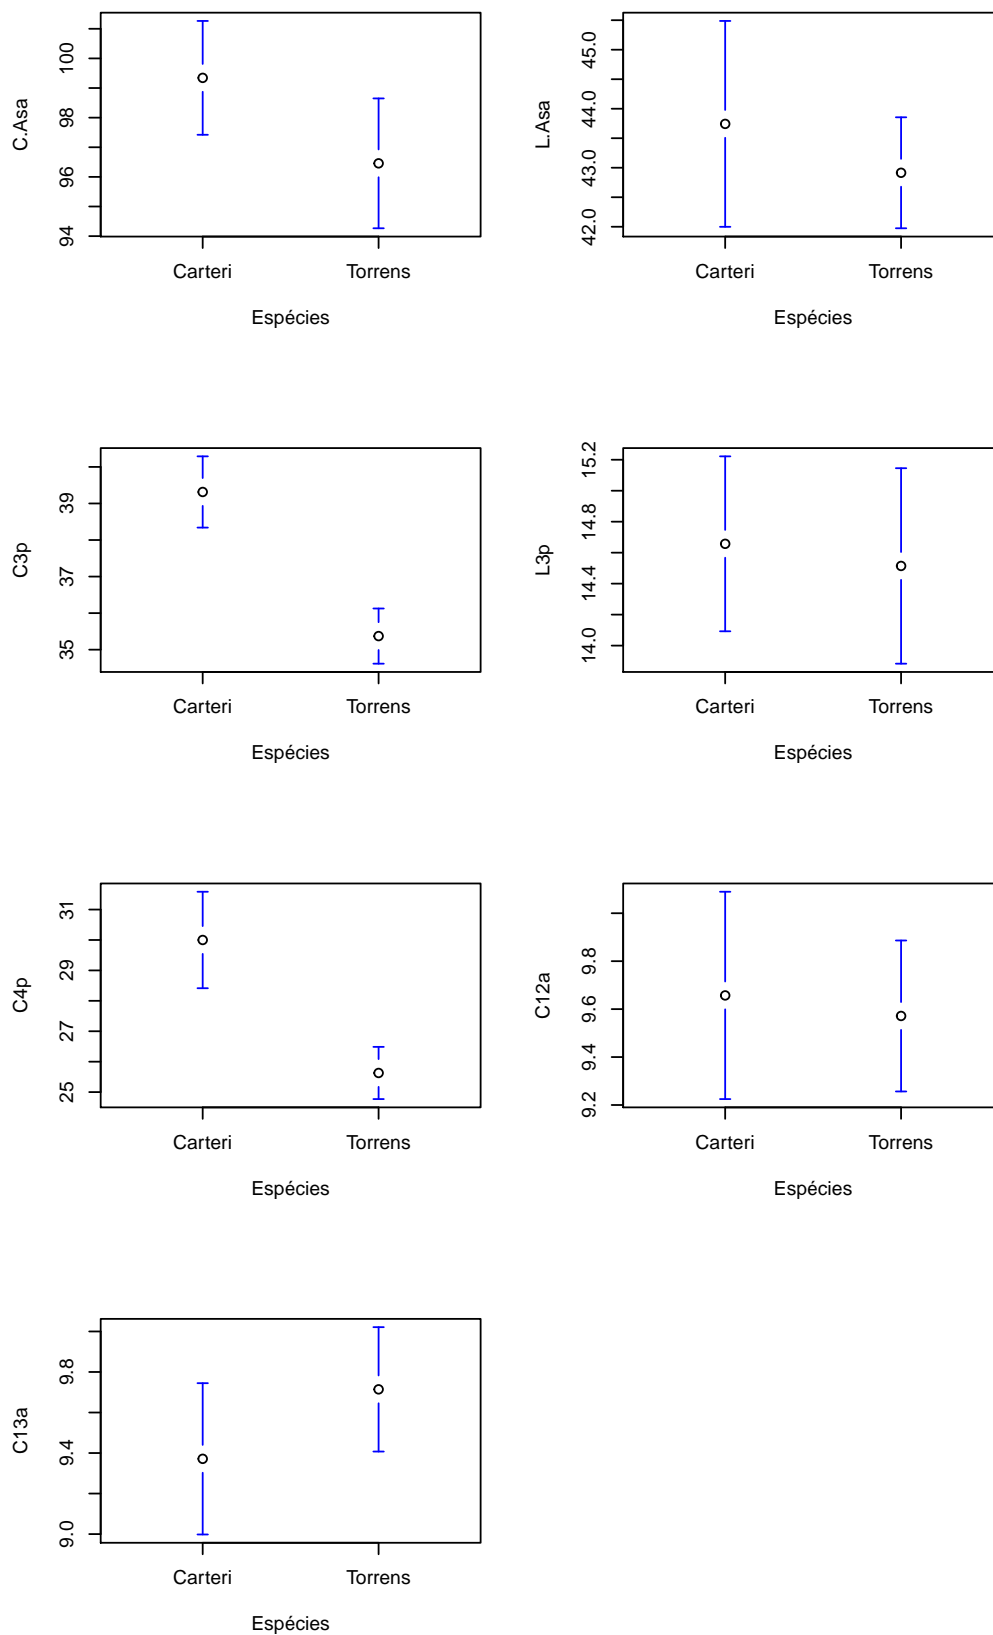 C.Asa
94 96 98 100
Carteri Torrens
Espécies
L.Asa
42.0 43.0 44.0 45.0
Carteri Torrens
Espécies
C3p
35 37 39
Carteri Torrens
Espécies
L3p
14.0 14.4 14.8 15.2
Carteri Torrens
Espécies
C4p
25 27 29 31
Carteri Torrens
Espécies
C12a
9.2 9.4 9.6 9.8
Carteri Torrens
Espécies
C13a
9.0 9.4 9.8
Carteri Torrens
Espécies